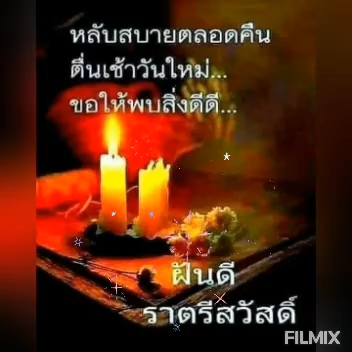 หลับสบายตลอดคืน
ตื่นเช้าวันใหม่...
ขอให้พบสิ่งดีดี...
ฝันดี
ราตรีสวัสดิ์
FILMIX